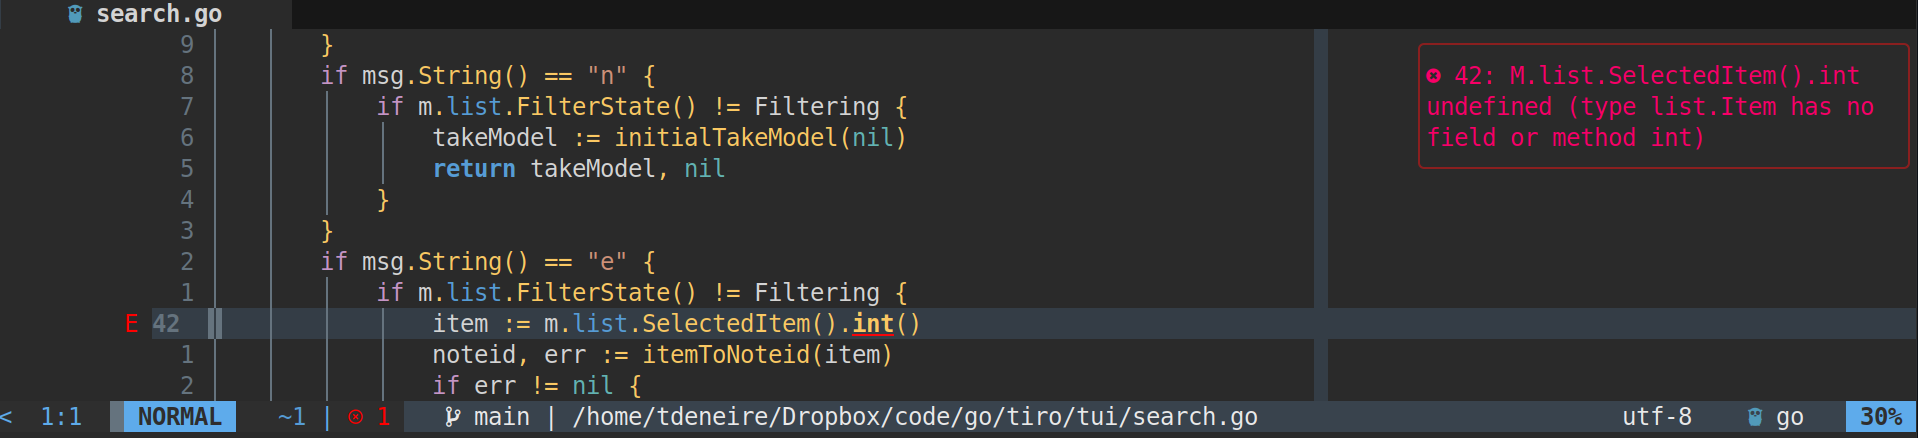 search.go
9 }
8 if msg.String() == "n" {
7 if m.list.FilterState() != Filtering {
6 takeModel := initialTakeModel(nil)
5 return takeModel, nil
4 }
3 }
2 if msg.String() == "e" {
1 if m.list.FilterState() != Filtering {
E 42 item := m.list.SelectedItem().int()
1 noteid, err := itemToNoteid(item)
2 if err != nil {
42: M.list.SelectedItem().int
undefined (type list.Item has no
field or method int)
< 1:1 NORMAL ~1 | 1 main | /home/tdeneire/Dropbox/code/go/tiro/tui/search.go utf-8 go 30%